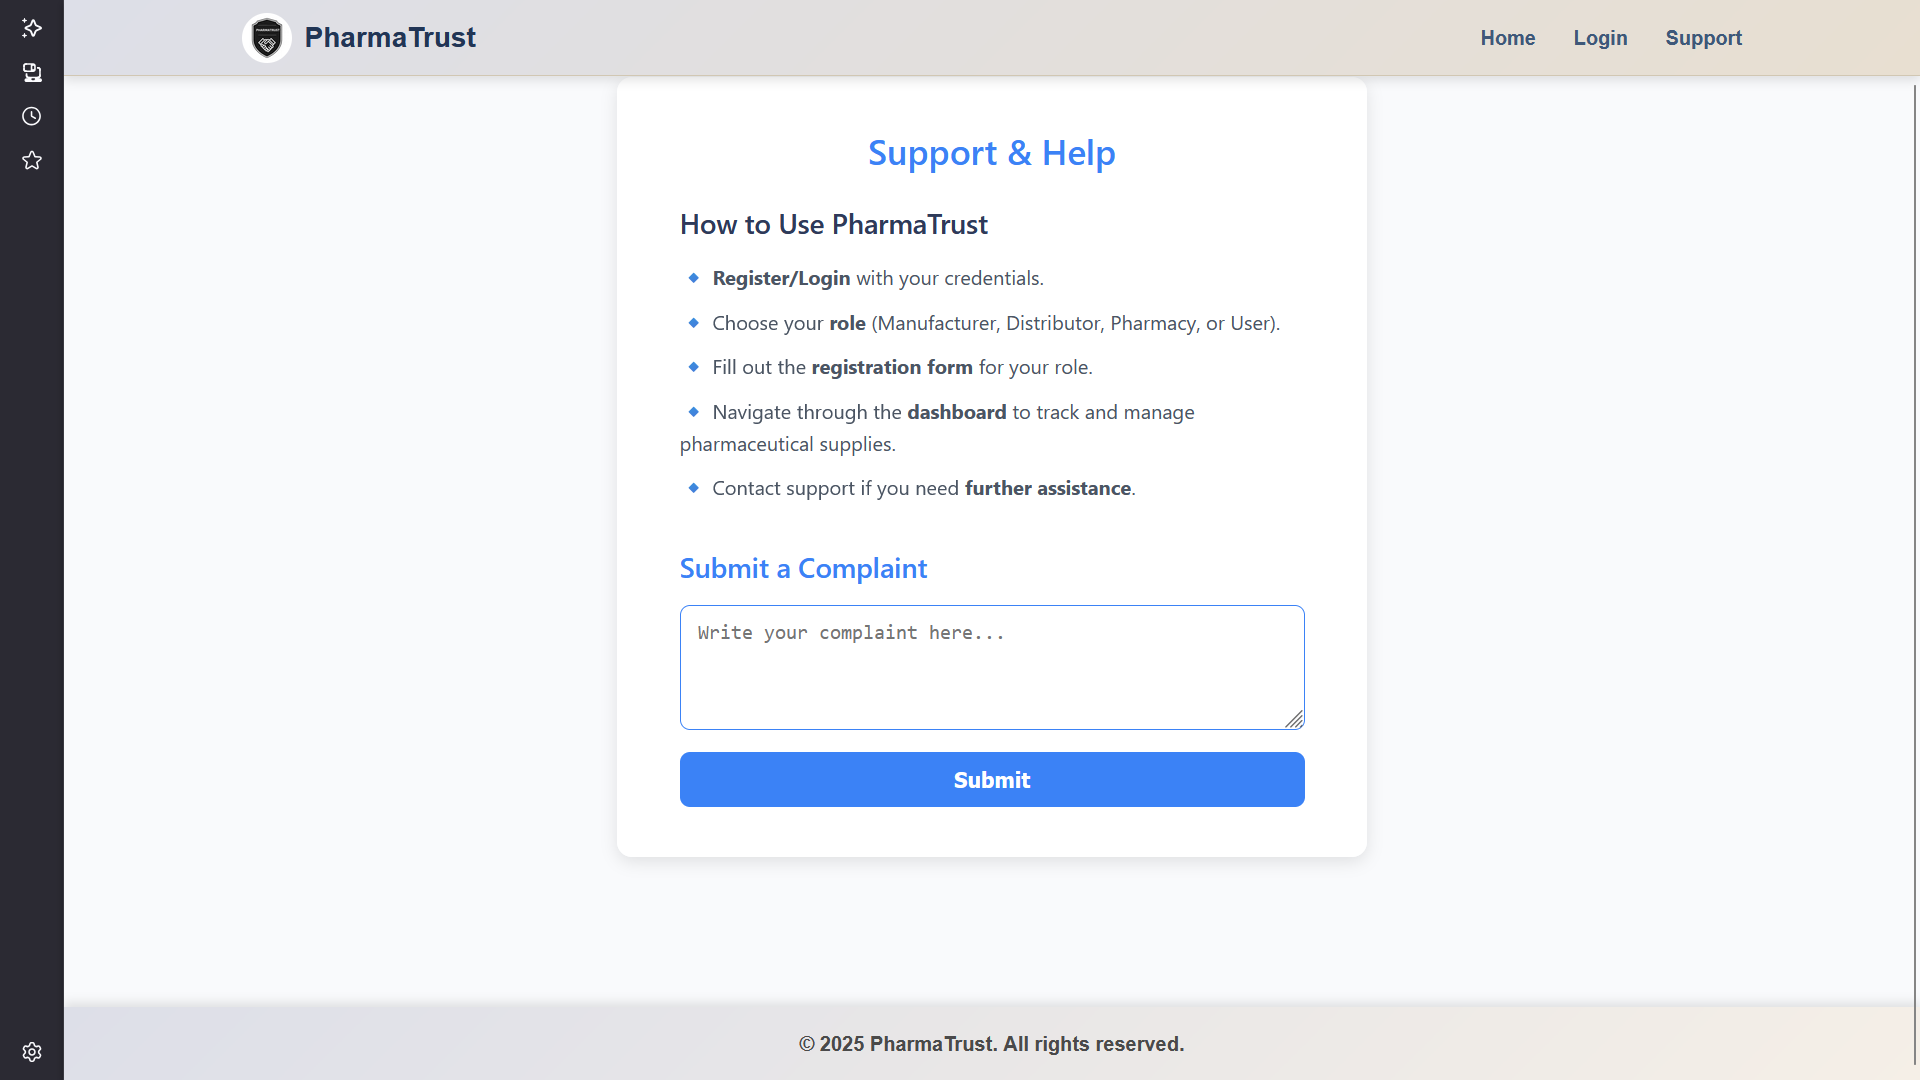 PharmaTrust
Home
Login
Support
Support & Help
How to Use PharmaTrust
Register/Login with your credentials.
Choose your role (Manufacturer, Distributor, Pharmacy, or User).
Fill out the registration form for your role.
Navigate through the dashboard to track and manage
pharmaceutical supplies.
Contact support if you need further assistance.
Submit a Complaint
Write your complaint here...
Submit
© 2025 PharmaTrust. All rights reserved.